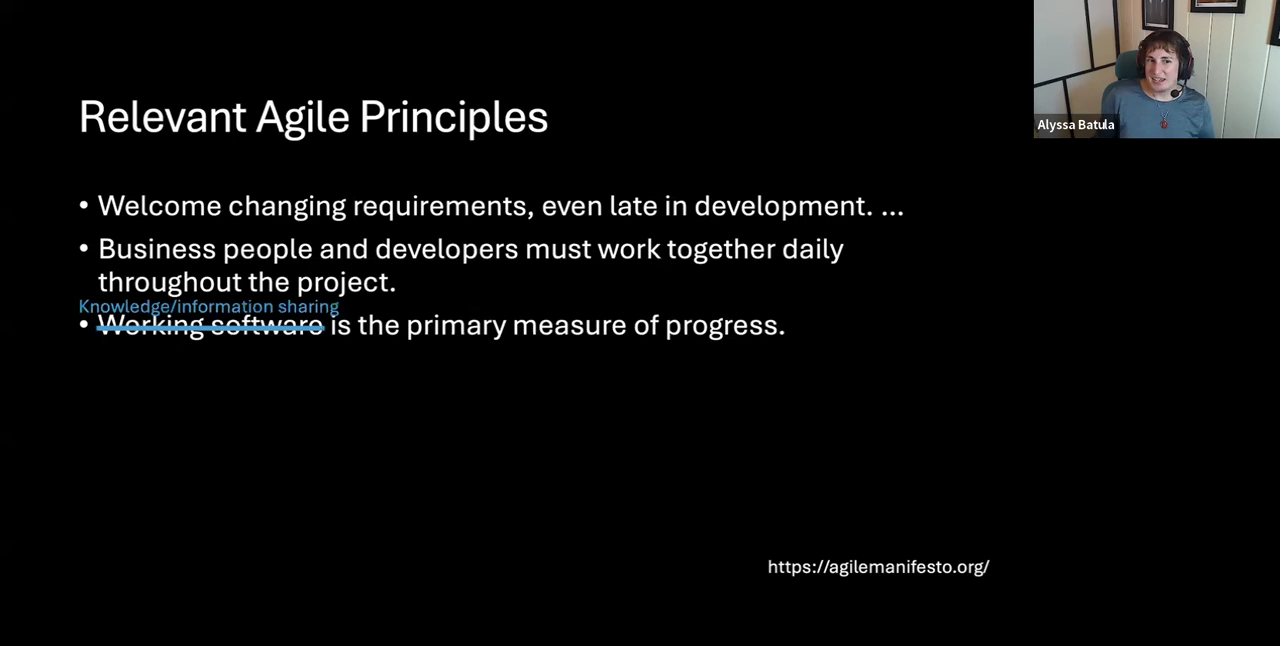 Relevant Agile Principles
Alyssa Batula
• Welcome changing requirements, even late in development. ...
• Business people and developers must work together daily
throughout the project.
Knowledge/information sharing
• Working software is the primary measure of progress.
https://agilemanifesto.org/